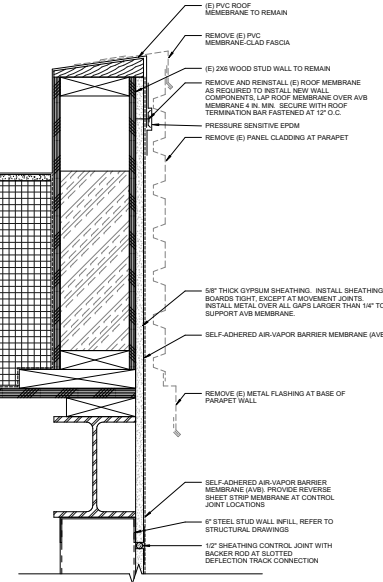 (E) PVC ROOF
MEMEBRANE TO REMAIN
REMOVE (E) PVC
MEMBRANE-CLAD FASCIA
(E) 2X6 WOOD STUD WALL TO REMAIN
REMOVE AND REINSTALL (E) ROOF MEMBRANE
AS REQUIRED TO INSTALL NEW WALL
COMPONENTS, LAP ROOF MEMBRANE OVER AVB
MEMBRANE 4 IN. MIN. SECURE WITH ROOF
TERMINATION BAR FASTENED AT 12" O.C.
PRESSURE SENSITIVE EPDM
REMOVE (E) PANEL CLADDING AT PARAPET
5/8" THICK GYPSUM SHEATHING. INSTALL SHEATHING
BOARDS TIGHT, EXCEPT AT MOVEMENT JOINTS.
INSTALL METAL OVER ALL GAPS LARGER THAN 1/4" TO
SUPPORT AVB MEMBRANE.
SELF-ADHERED AIR-VAPOR BARRIER MEMBRANE (AVB
REMOVE (E) METAL FLASHING AT BASE OF
PARAPET WALL
SELF-ADHERED AIR-VAPOR BARRIER
MEMBRANE (AVB). PROVIDE REVERSE
SHEET STRIP MEMBRANE AT CONTROL
JOINT LOCATIONS
6" STEEL STUD WALL INFILL, REFER TO
STRUCTURAL DRAWINGS
1/2" SHEATHING CONTROL JOINT WITH
BACKER ROD AT SLOTTED
DEFLECTION TRACK CONNECTION